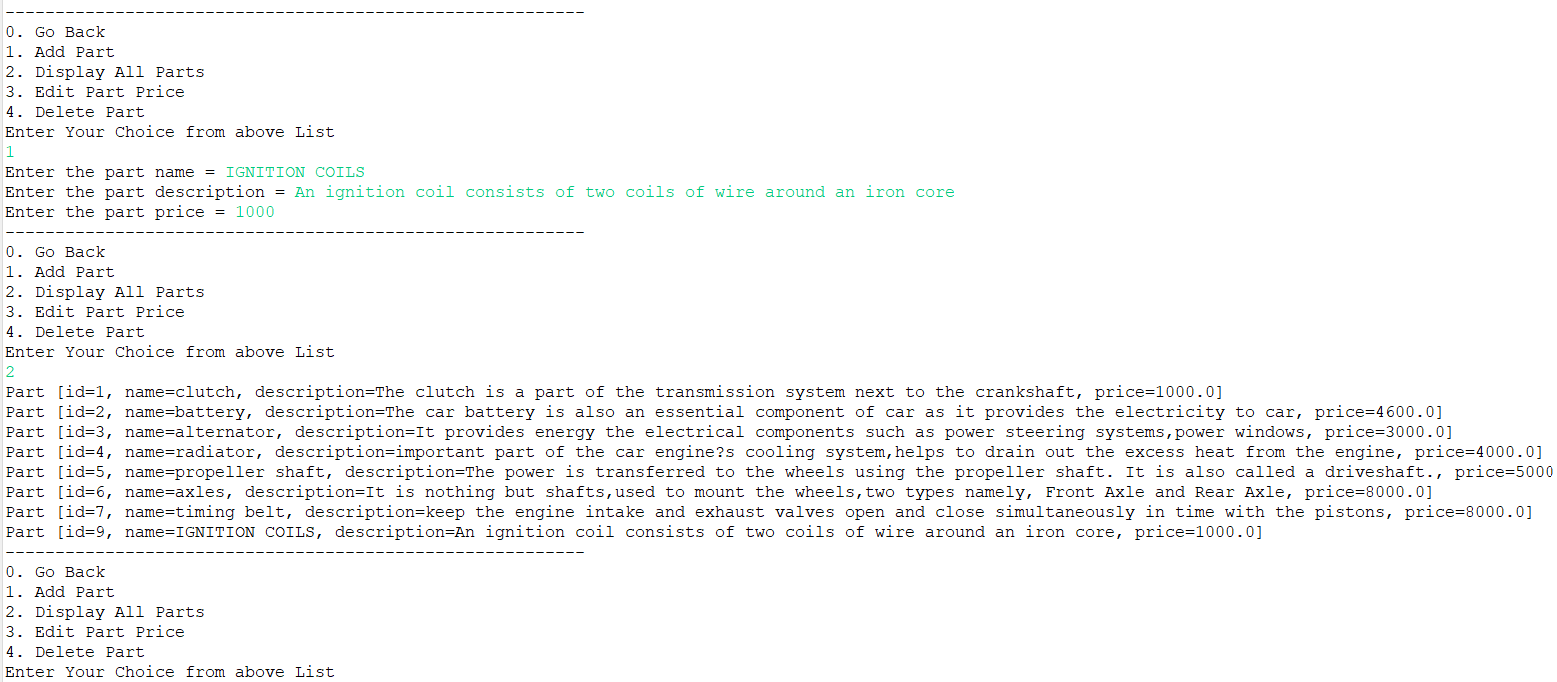 ----------------------------------------------------------
0. Go Back
1. Add Part
2. Display All Parts
3. Edit Part Price
4. Delete Part
Enter Your Choice from above List
1
Enter the part name = IGNITION COILS
Enter the part description = An ignition coil consists of two coils of wire around an iron core
Enter the part price = 1000
----------------------------------------------------------
0. Go Back
1. Add Part
2. Display All Parts
3. Edit Part Price
4. Delete Part
Enter Your Choice from above List
2
Part [id=1, name=clutch, description=The clutch is a part of the transmission system next to the crankshaft, price=1000.0]
Part [id=2, name=battery, description=The car battery is also an essential component of car as it provides the electricity to car, price=4600.0]
Part [id=3, name=alternator, description=It provides energy the electrical components such as power steering systems,power windows, price=3000.0]
Part [id=4, name=radiator, description=important part of the car engine?s cooling system,helps to drain out the excess heat from the engine, price=4000.0]
Part [id=5, name=propeller shaft, description=The power is transferred to the wheels using the propeller shaft. It is also called a driveshaft., price=5000
Part [id=6, name=axles, description=It is nothing but shafts,used to mount the wheels,two types namely, Front Axle and Rear Axle, price=8000.0]
Part [id=7, name=timing belt, description=keep the engine intake and exhaust valves open and close simultaneously in time with the pistons, price=8000.0]
Part [id=9, name=IGNITION COILS, description=An ignition coil consists of two coils of wire around an iron core, price=1000.0]
----------------------------------------------------------
0. Go Back
1. Add Part
2. Display All Parts
3. Edit Part Price
4. Delete Part
Enter Your Choice from above List